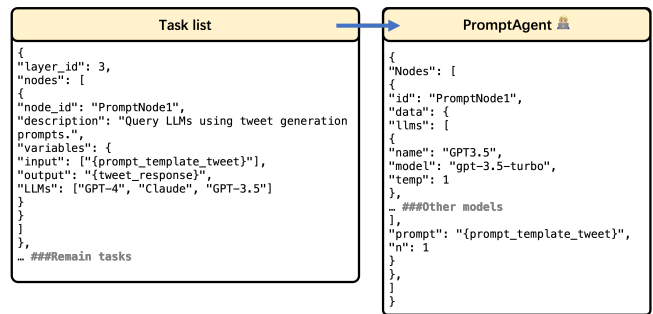 Task list
{
"layer_id": 3,
"nodes": [
{
"node_id": "PromptNode1",
"description": "Query LLMs using tweet generation
prompts.",
"variables": {
"input": ["{prompt_template_tweet}"],
"output": "{tweet_response}",
"LLMs": ["GPT-4", "Claude", "GPT-3.5"]
}
}
]
},
… ###Remain tasks
PromptAgent
{
"Nodes": [
{
"id": "PromptNode1",
"data": {
"llms": [
{
"name": "GPT3.5",
"model": "gpt-3.5-turbo",
"temp": 1
},
… ###Other models
],
"prompt": "{prompt_template_tweet}",
"n": 1
}
},
]
}